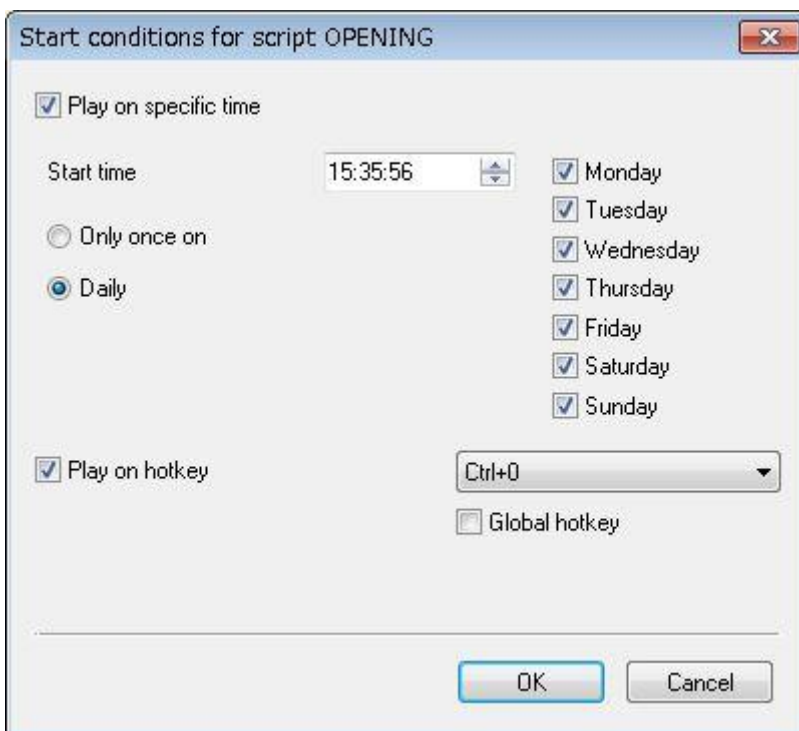 Start conditions for script OPENING
Play on specific time
Start time 15:35:56
Only once on
Daily
Monday
Tuesday
Wednesday
Thursday
Friday
Saturday
Sunday
Play on hotkey Ctrl+0
Global hotkey
OK Cancel